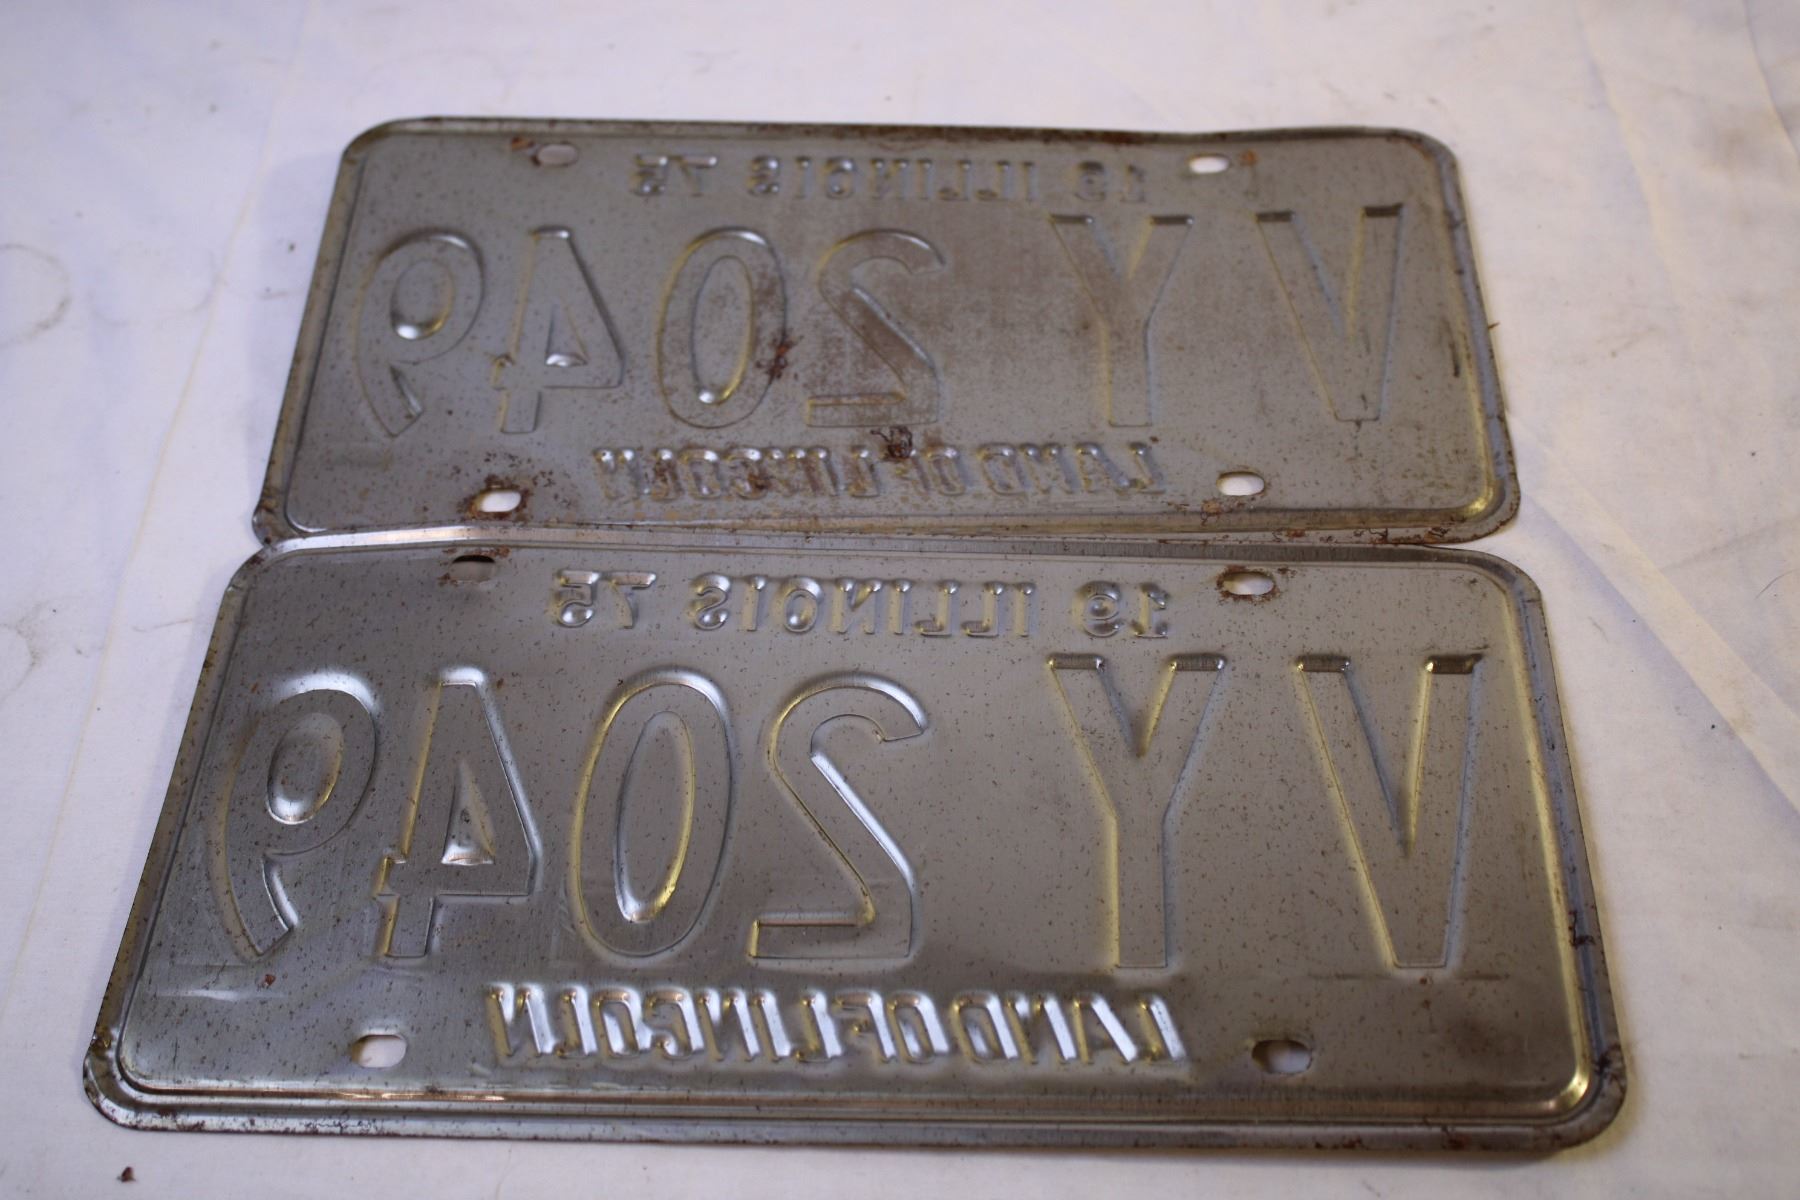 19 ILLINOIS 75
VY 2049
LAND OF LINCOLN
19 ILLINOIS 75
VY 2049
LAND OF LINCOLN